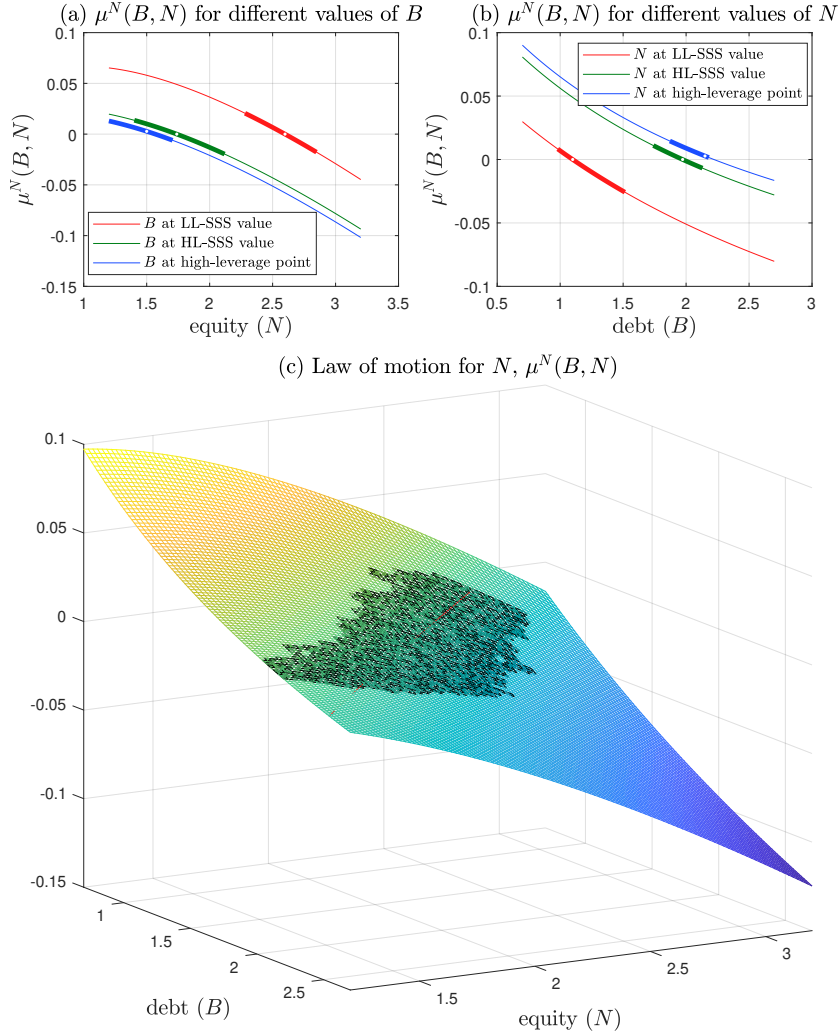 (a) μ^N(B, N) for different values of B
0.1
0.05
0
-0.05
-0.1
-0.15
μ^N(B, N)
B at LL-SSS value
B at HL-SSS value
B at high-leverage point
1
1.5
2
2.5
3
3.5
equity (N)
(b) μ^N(B, N) for different values of N
0.1
0.05
0
-0.05
-0.1
μ^N(B, N)
N at LL-SSS value
N at HL-SSS value
N at high-leverage point
0.5
1
1.5
2
2.5
3
debt (B)
(c) Law of motion for N, μ^N(B, N)
0.1
0.05
0
-0.05
-0.1
-0.15
1
1.5
2
2.5
debt (B)
1.5
2
2.5
3
equity (N)